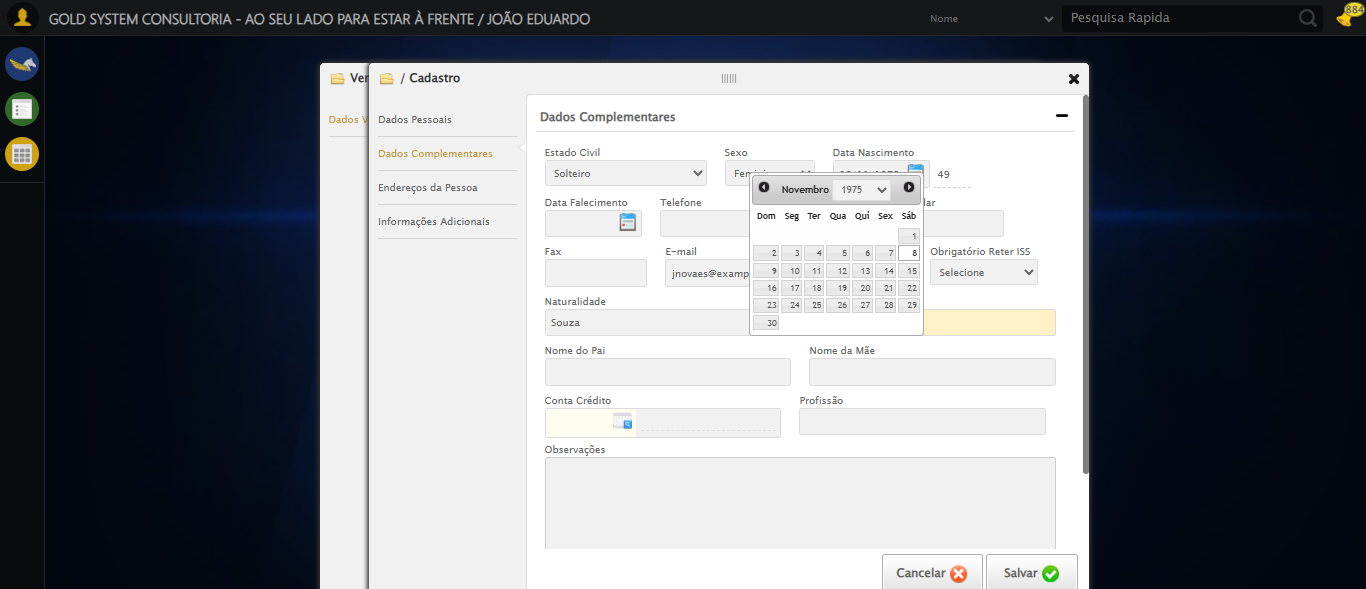 GOLD SYSTEM CONSULTORIA - AO SEU LADO PARA ESTAR À FRENTE / JOÃO EDUARDO
Nome
Pesquisa Rapida
884
Ver
/ Cadastro
Dados V
Dados Pessoais
Dados Complementares
Endereços da Pessoa
Informações Adicionais
Dados Complementares
Estado Civil Sexo Data Nascimento
Solteiro 49
Data Falecimento Telefone lar
Fax E-mail Obrigatório Reter ISS
jnovaes@examp Selecione
Naturalidade
Souza
Novembro 1975
Dom Seg Ter Qua Qui Sex Sáb
1
2 3 4 5 6 7 8
9 10 11 12 13 14 15
16 17 18 19 20 21 22
23 24 25 26 27 28 29
30
Nome do Pai Nome da Mãe
Conta Crédito Profissão
Observações
Cancelar Salvar